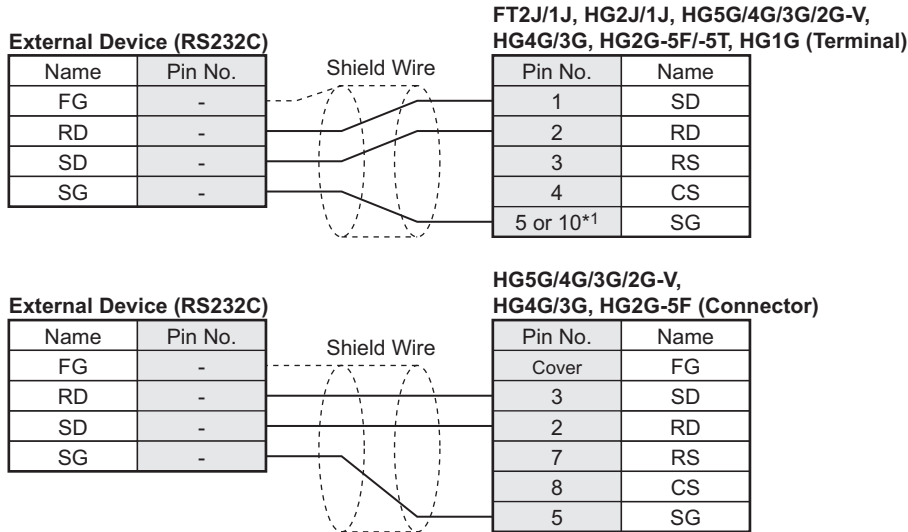 FT2J/1J, HG2J/1J, HG5G/4G/3G/2G-V,
External Device (RS232C) HG4G/3G, HG2G-5F/-5T, HG1G (Terminal)
Name Pin No. Shield Wire Pin No. Name
FG - 1 SD
RD - 2 RD
SD - 3 RS
SG - 4 CS
5 or 10*1 SG
HG5G/4G/3G/2G-V,
External Device (RS232C) HG4G/3G, HG2G-5F (Connector)
Name Pin No. Shield Wire Pin No. Name
FG - Cover FG
RD - 3 SD
SD - 2 RD
SG - 7 RS
8 CS
5 SG